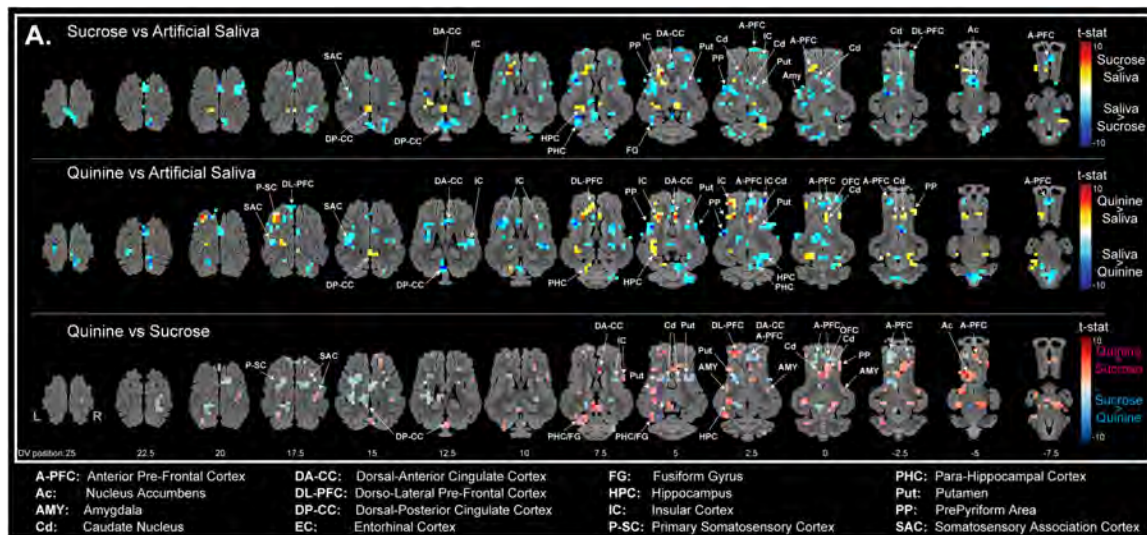 A.
Sucrose vs Artificial Saliva
SAC DA-CC IC PP IC DA-CC Put Cd A-PFC IC Cd Put A-PFC Cd Cd DL-PFC Ac A-PFC
PP Amy
DP-CC DP-CC HPC PHC FG
t-stat
10
Sucrose
>
Saliva
Saliva
>
Sucrose
-10
Quinine vs Artificial Saliva
P-SC DL-PFC SAC SAC DA-CC IC IC DL-PFC IC PP DA-CC Put IC A-PFC IC Cd Put PP A-PFC OFC Cd A-PFC Cd PP A-PFC
DP-CC DP-CC PHC HPC HPC PHC
t-stat
10
Quinine
>
Saliva
Saliva
>
Quinine
-10
Quinine vs Sucrose
P-SC SAC DA-CC IC Cd Put DL-PFC DA-CC A-PFC A-PFC OFC Cd Cd PP A-PFC Ac A-PFC
Put Put AMY AMY AMY
DP-CC PHC/FG PHC/FG HPC
t-stat
10
Quinine
>
Sucrose
Sucrose
>
Quinine
-10
L R
DV position:25 22.5 20 17.5 15 12.5 10 7.5 5 2.5 0 -2.5 -5 -7.5
A-PFC: Anterior Pre-Frontal Cortex DA-CC: Dorsal-Anterior Cingulate Cortex FG: Fusiform Gyrus PHC: Para-Hippocampal Cortex
Ac: Nucleus Accumbens DL-PFC: Dorso-Lateral Pre-Frontal Cortex HPC: Hippocampus Put: Putamen
AMY: Amygdala DP-CC: Dorsal-Posterior Cingulate Cortex IC: Insular Cortex PP: PrePyriform Area
Cd: Caudate Nucleus EC: Entorhinal Cortex P-SC: Primary Somatosensory Cortex SAC: Somatosensory Association Cortex